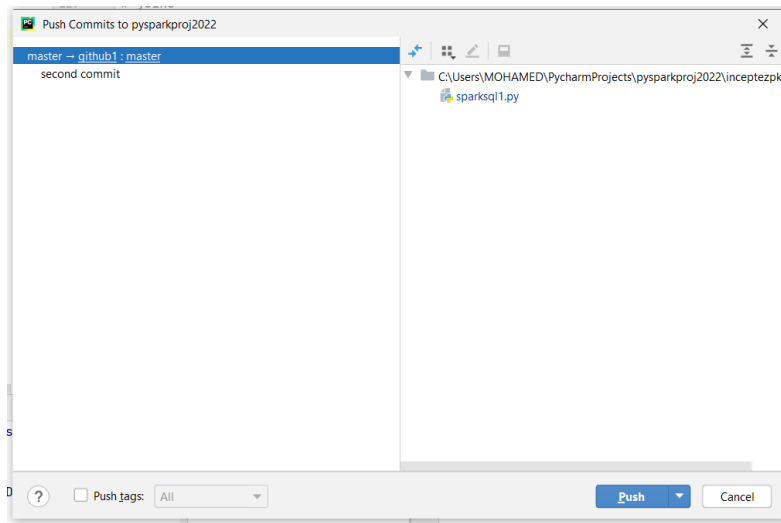 Push Commits to pysparkproj2022
master → github1 : master
second commit
C:\Users\MOHAMED\PycharmProjects\pysparkproj2022\inceptezpk
sparksql1.py
Push tags:
All
Push
Cancel